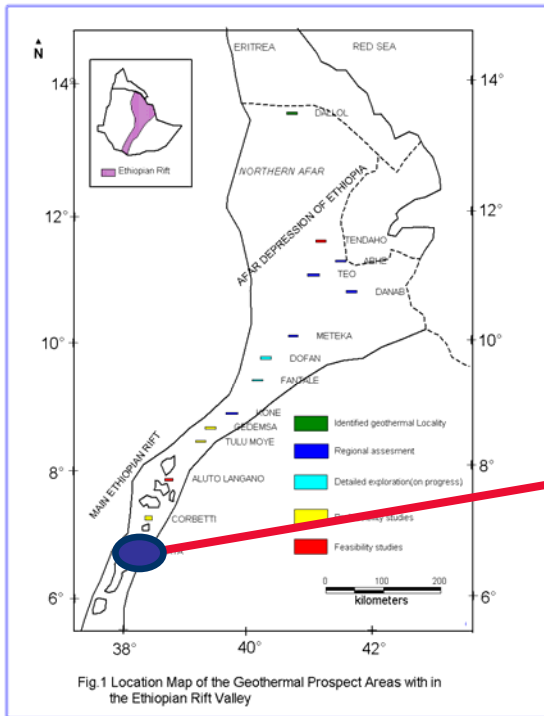 ERITREA
RED SEA
N
14°
14°
DALLOL
NORTHERN AFAR
Ethiopian Rift
12°
12°
AFAR DEPRESSION OF ETHIOPIA
TENDAHO
ABHE
TEO
DANAB
METEKA
10°
10°
DOFAN
FANTALE
KONE
GEDEMSA
TULU MOYE
Identified geothermal Locality
Regional assesment
Detailed exploration(on progress)
studies
Feasibility studies
8°
8°
MAIN ETHIOPIAN RIFT
ALUTO LANGANO
CORBETTI
6°
6°
0 50 100 200
kilometers
38°
40°
42°
Fig.1 Location Map of the Geothermal Prospect Areas with in
the Ethiopian Rift Valley